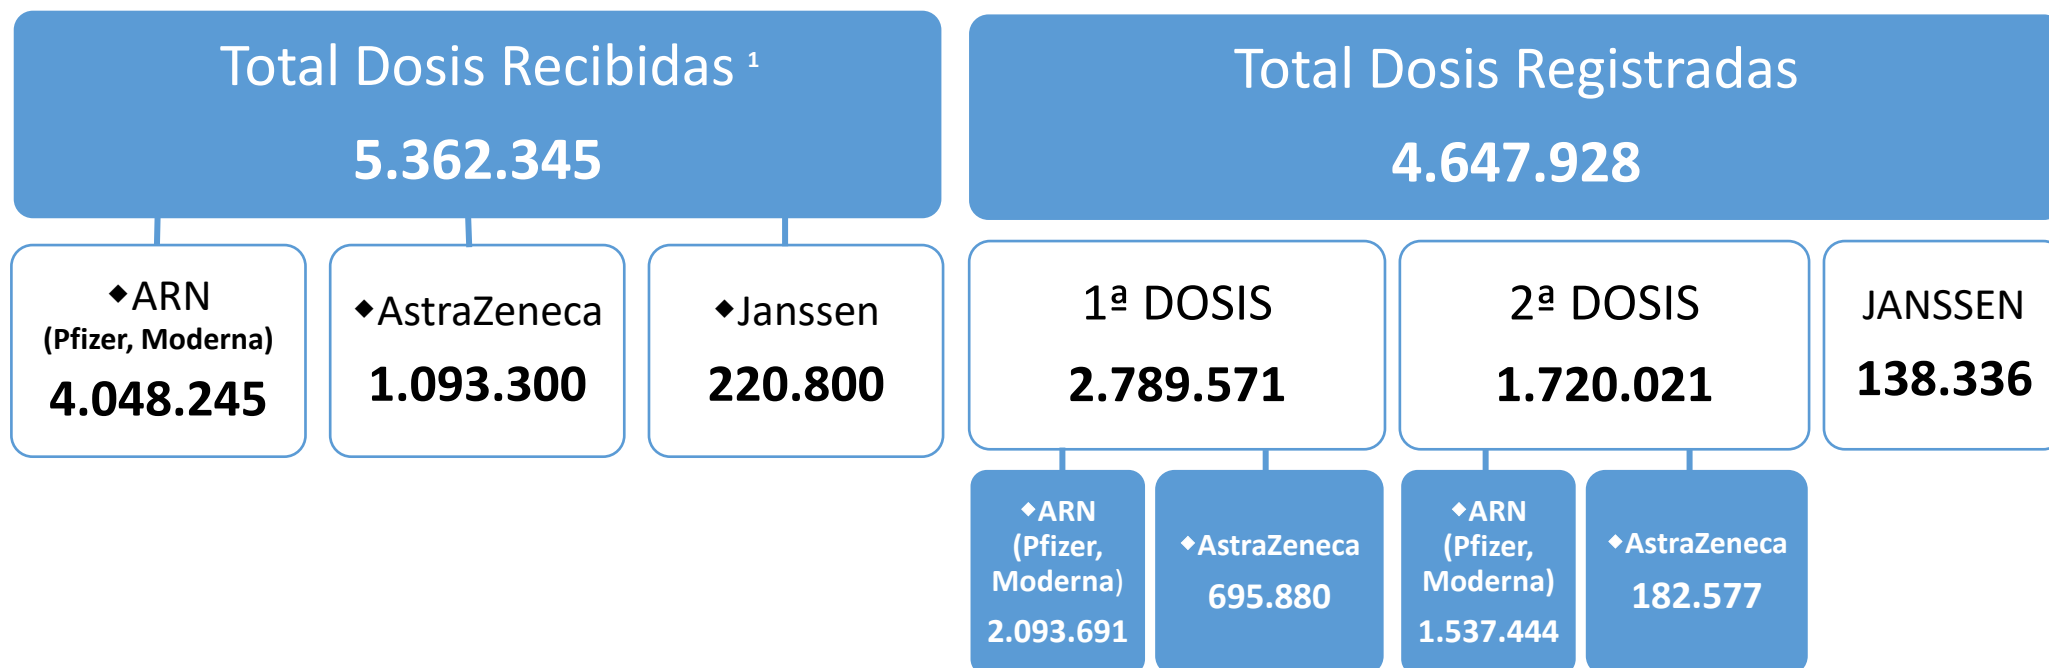 Total Dosis Recibidas ¹
5.362.345
◆ARN
(Pfizer, Moderna)
4.048.245
◆AstraZeneca
1.093.300
◆Janssen
220.800
Total Dosis Registradas
4.647.928
1ª DOSIS
2.789.571
2ª DOSIS
1.720.021
JANSSEN
138.336
◆ARN
(Pfizer,
Moderna)
2.093.691
◆AstraZeneca
695.880
◆ARN
(Pfizer,
Moderna)
1.537.444
◆AstraZeneca
182.577